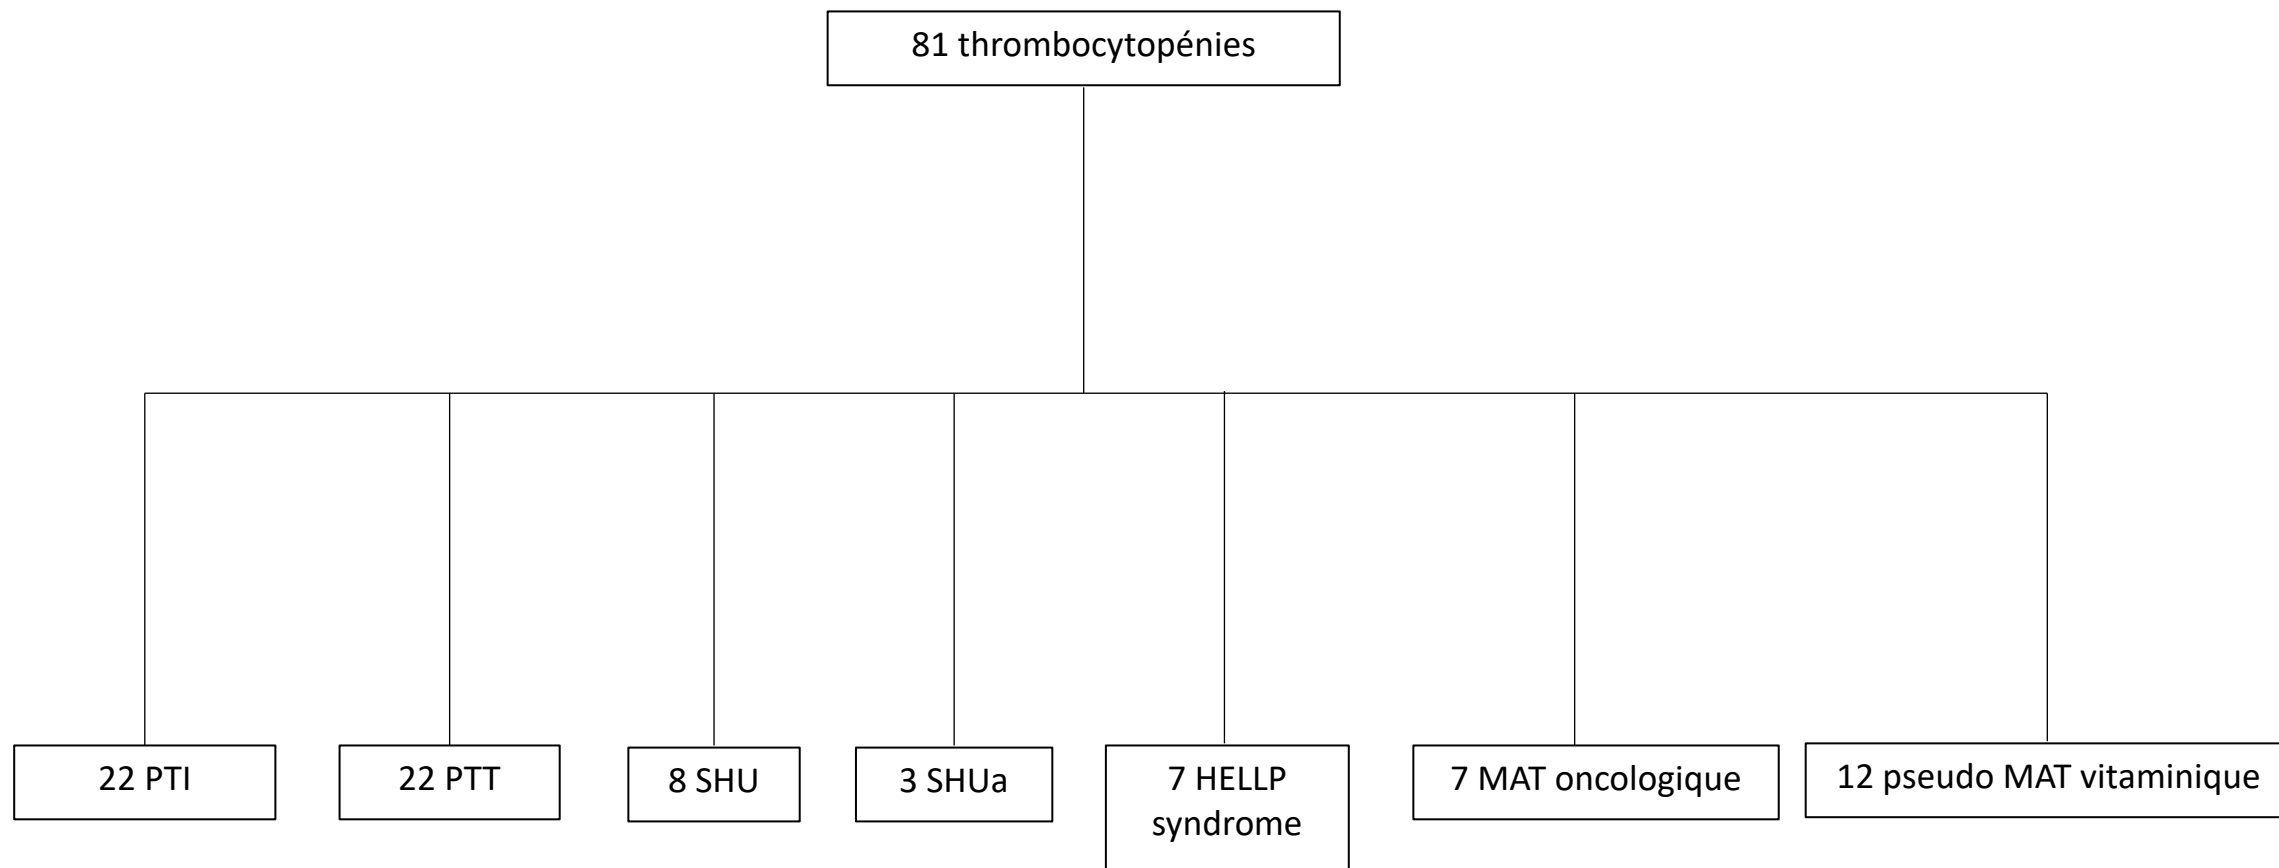 81 thrombocytopénies
22 PTI
22 PTT
8 SHU
3 SHUa
7 HELLP
syndrome
7 MAT oncologique
12 pseudo MAT vitaminique